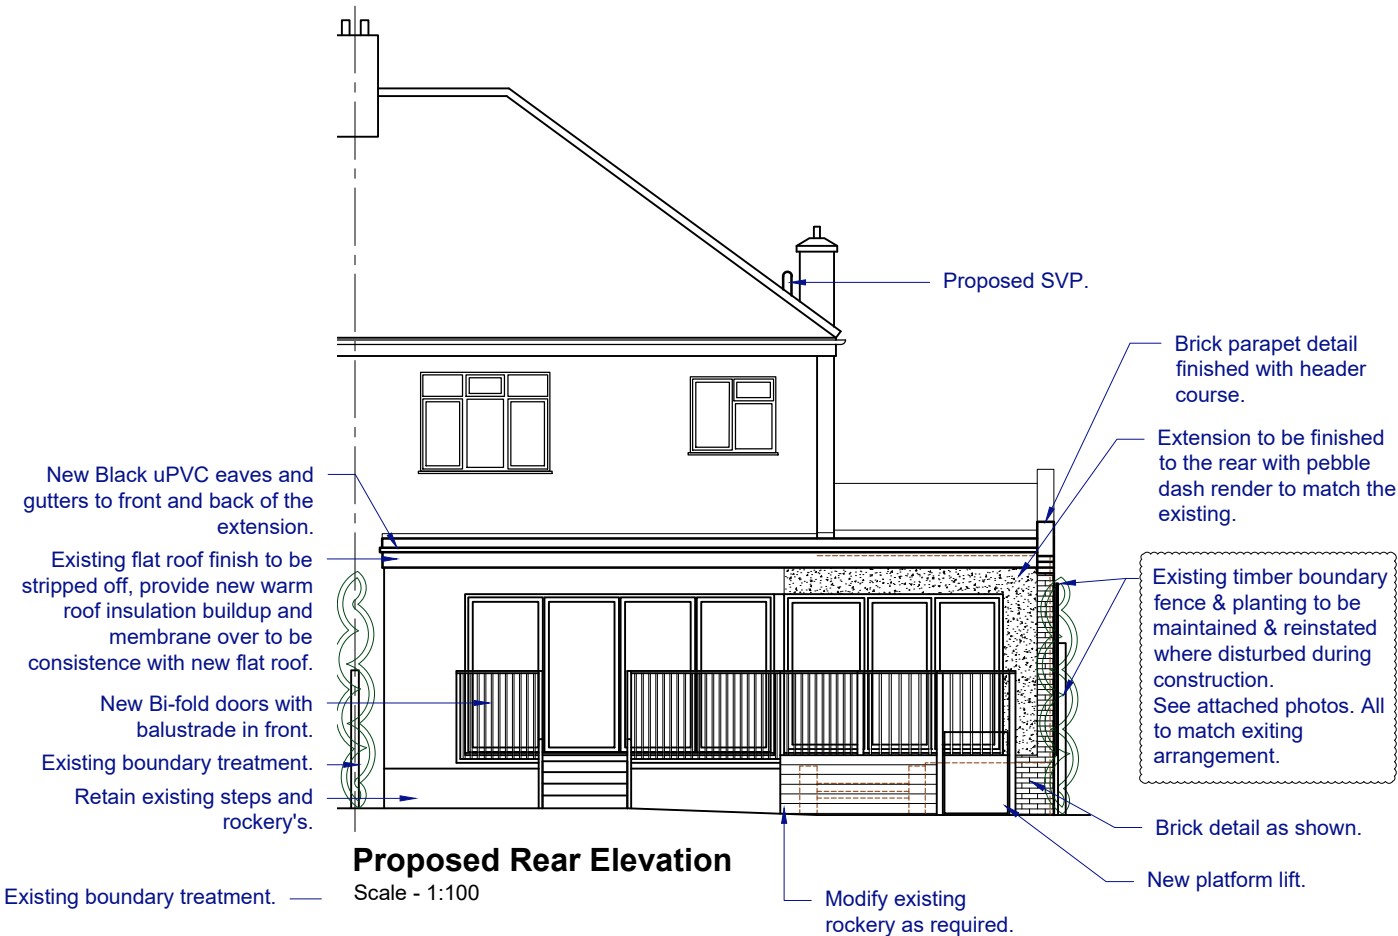 Proposed SVP.
Brick parapet detail
finished with header
course.
Extension to be finished
to the rear with pebble
dash render to match the
existing.
New Black uPVC eaves and
gutters to front and back of the
extension.
Existing flat roof finish to be
stripped off, provide new warm
roof insulation buildup and
membrane over to be
consistence with new flat roof.
Existing timber boundary
fence & planting to be
maintained & reinstated
where disturbed during
construction.
See attached photos. All
to match exiting
arrangement.
New Bi-fold doors with
balustrade in front.
Existing boundary treatment.
Retain existing steps and
rockery's.
Brick detail as shown.
New platform lift.
Modify existing
rockery as required.
Proposed Rear Elevation
Scale - 1:100
Existing boundary treatment.